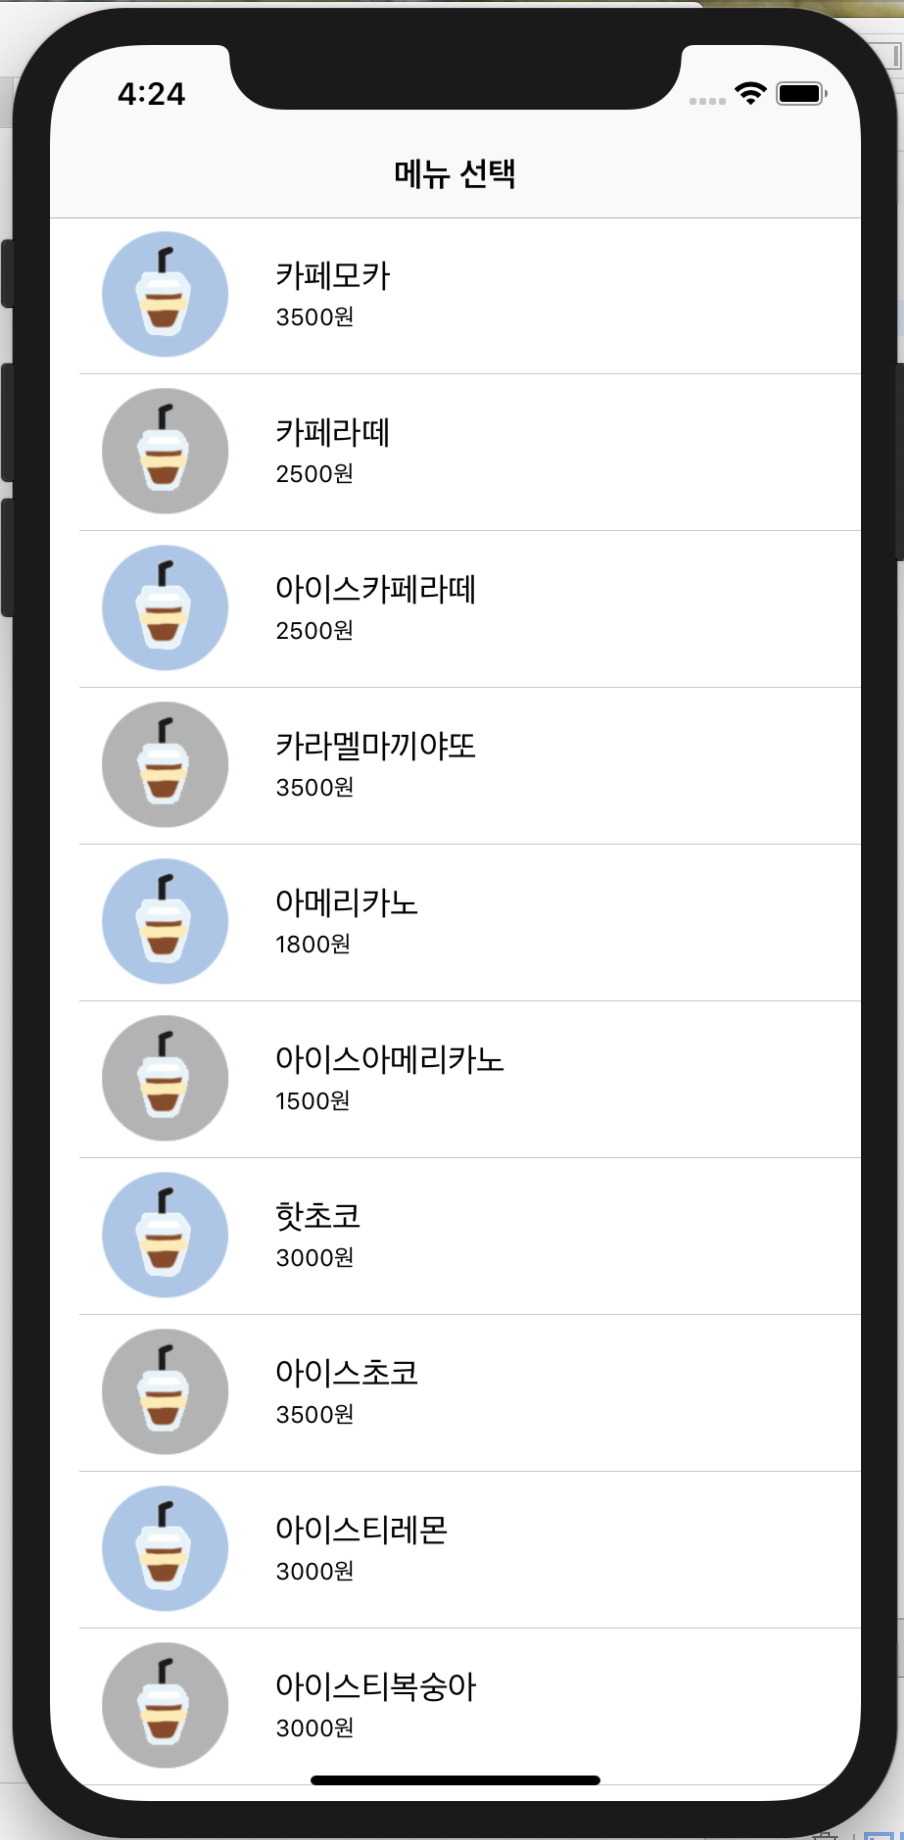 4:24
메뉴 선택
카페모카
3500원
카페라떼
2500원
아이스카페라떼
2500원
카라멜마끼야또
3500원
아메리카노
1800원
아이스아메리카노
1500원
핫초코
3000원
아이스초코
3500원
아이스티레몬
3000원
아이스티복숭아
3000원